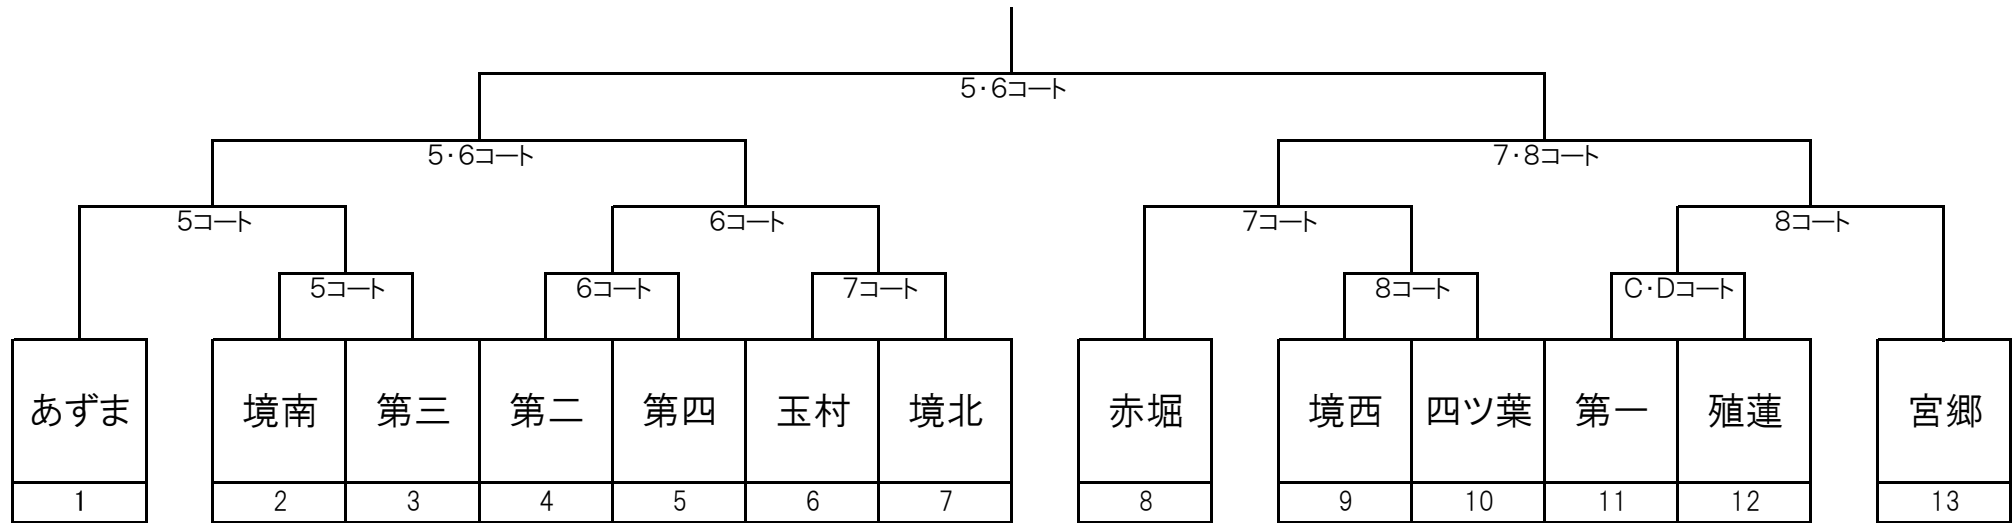 5・6コート
5・6コート 7・8コート
5コート 6コート 7コート 8コート
5コート 6コート 7コート 8コート C・Dコート
あずま 境南 第三 第二 第四 玉村 境北 赤堀 境西 四ツ葉 第一 殖蓮 宮郷
1 2 3 4 5 6 7 8 9 10 11 12 13